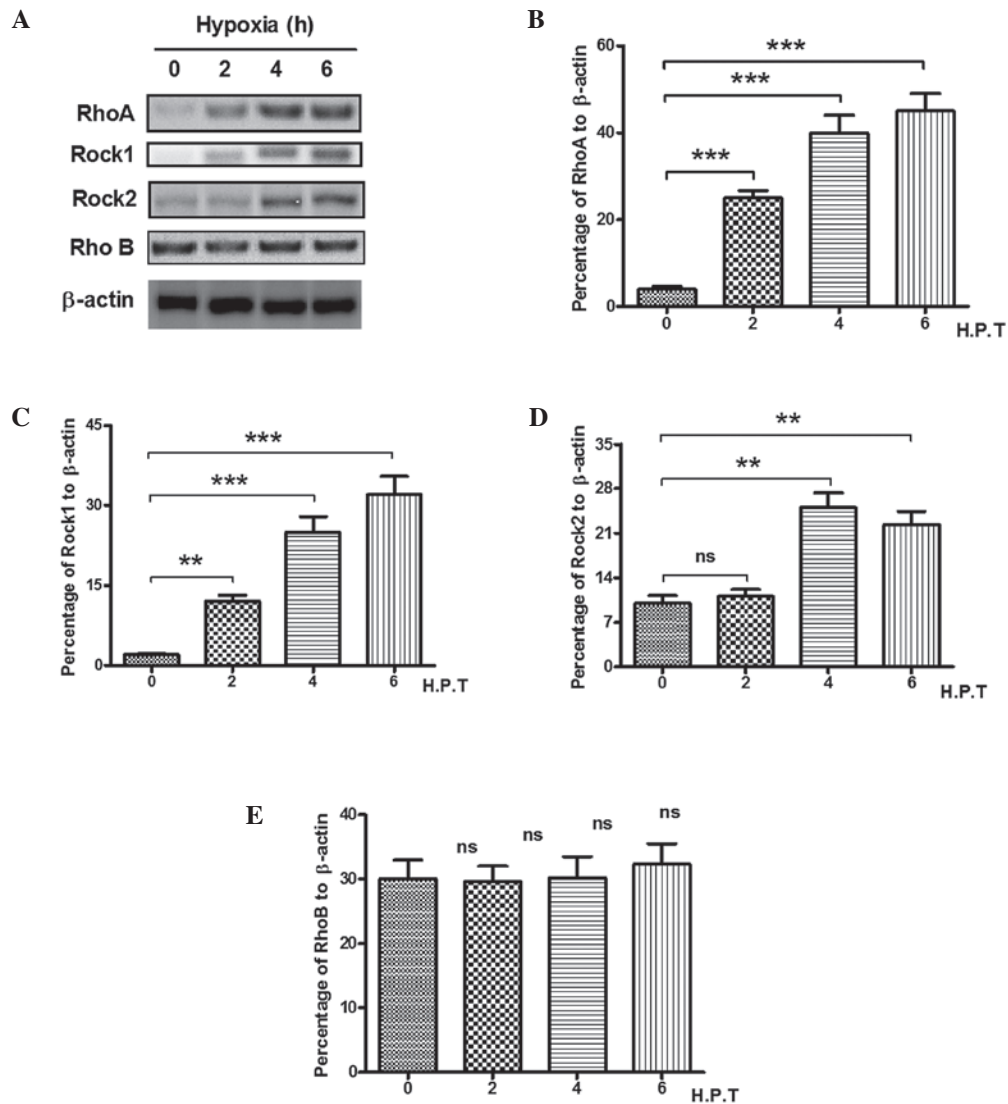 A
Hypoxia (h)
0 2 4 6
RhoA
Rock1
Rock2
Rho B
β-actin
B
Percentage of RhoA to β-actin
60
40
20
0
***
***
***
0 2 4 6
H.P.T
C
Percentage of Rock1 to β-actin
45
30
15
0
***
***
**
0 2 4 6
H.P.T
D
Percentage of Rock2 to β-actin
35
28
21
14
7
0
**
**
ns
0 2 4 6
H.P.T
E
Percentage of RhoB to β-actin
40
30
20
10
0
ns ns ns ns
0 2 4 6
H.P.T